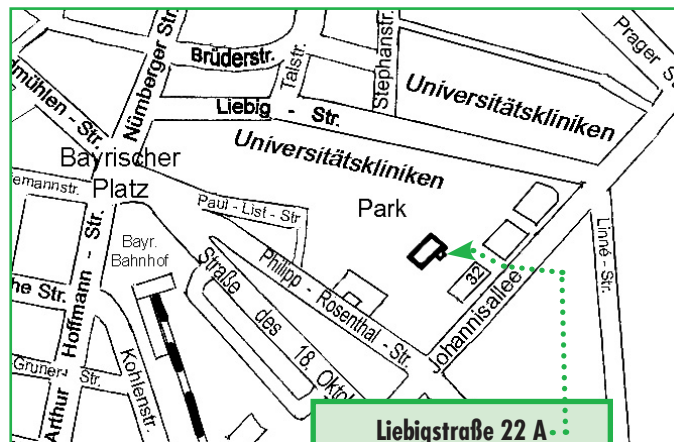 Prager S
Nürnberger Str.
Brüderstr.
Talstr.
Stephanstr.
dmühlen - Str.
Liebig - Str.
Universitätskliniken
Universitätskliniken
Bayrischer
Platz
emannstr.
Paul - List - Str
Park
Linné - Str.
Bayr.
Bahnhof
Straße des 18. Oktob
Philipp - Rosenthal - Str.
32
Johannisallee
he Str.
Arthur - Hoffmann - Str.
Gruner Str.
Kohlenstr.
Liebigstraße 22 A